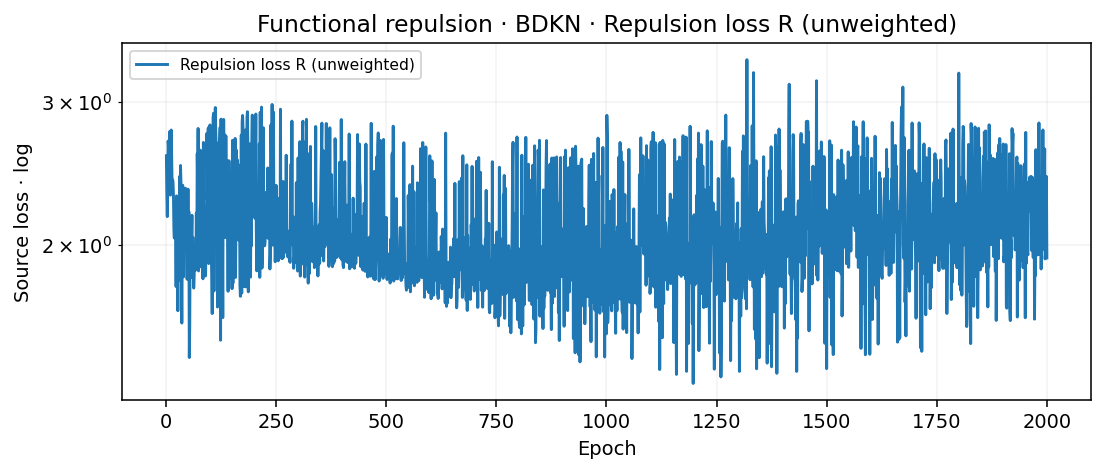 Functional repulsion · BDKN · Repulsion loss R (unweighted)
Repulsion loss R (unweighted)
3 × 10⁰
2 × 10⁰
Source loss · log
0 250 500 750 1000 1250 1500 1750 2000
Epoch